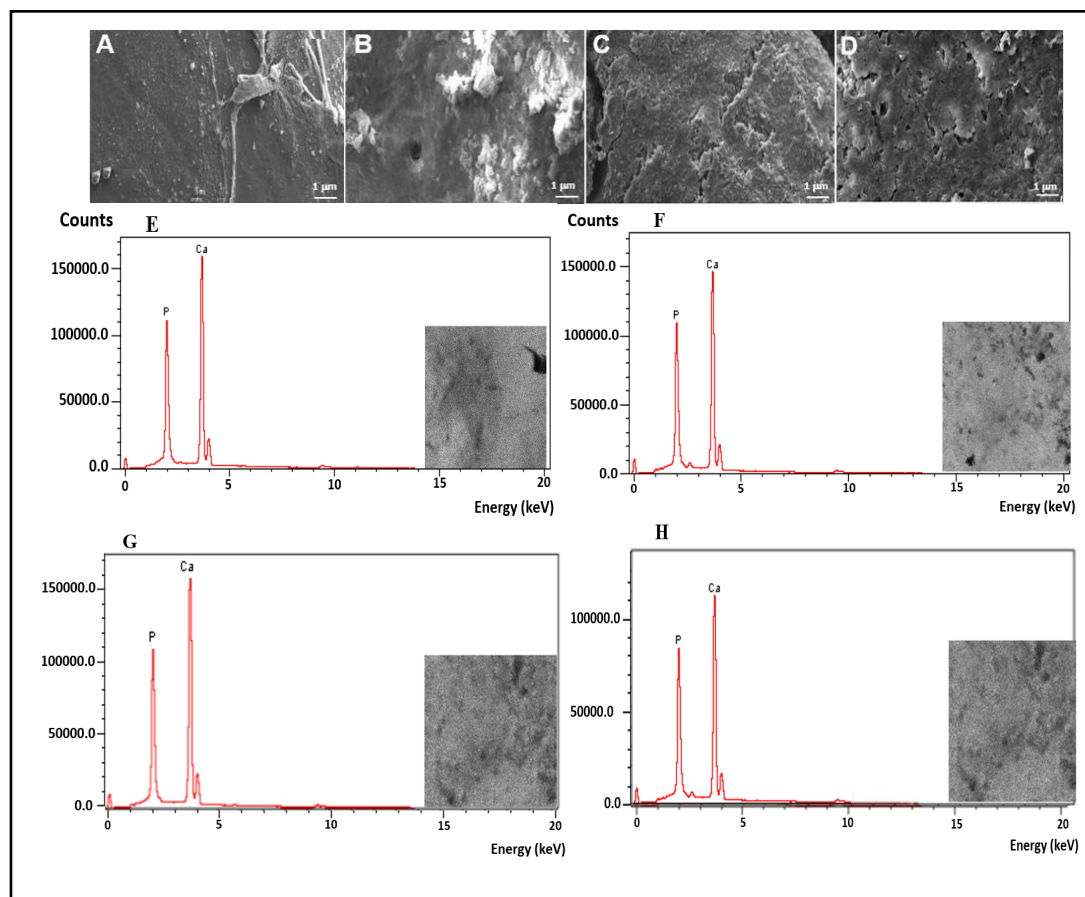 A B C D
1 μm 1 μm 1 μm 1 μm
Counts E
Ca
150000.0
P
100000.0
50000.0
0.0
0 5 10 15 20
Energy (keV)
Counts F
150000.0
Ca
P
100000.0
50000.0
0.0
0 5 10 15 20
Energy (keV)
G
Ca
150000.0
P
100000.0
50000.0
0.0
0 5 10 15 20
Energy (keV)
H
Ca
100000.0
P
50000.0
0.0
0 5 10 15 20
Energy (keV)